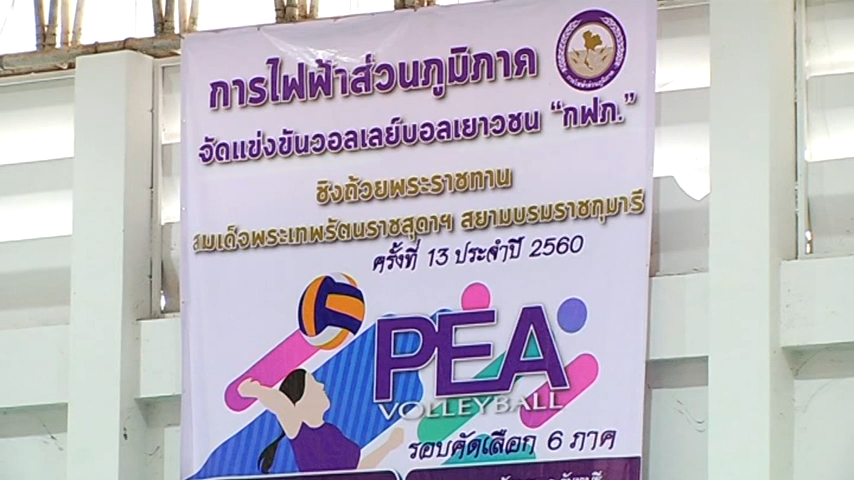 การไฟฟ้าส่วนภูมิภาค
จัดแข่งขันวอลเลย์บอลเยาวชน "กฟภ."
ชิงถ้วยพระราชทาน
สมเด็จพระเทพรัตนราชสุดาฯ สยามบรมราชกุมารี
ครั้งที่ 13 ประจำปี 2560
PEA
VOLLEYBALL
รอบคัดเลือก 6 ภาค